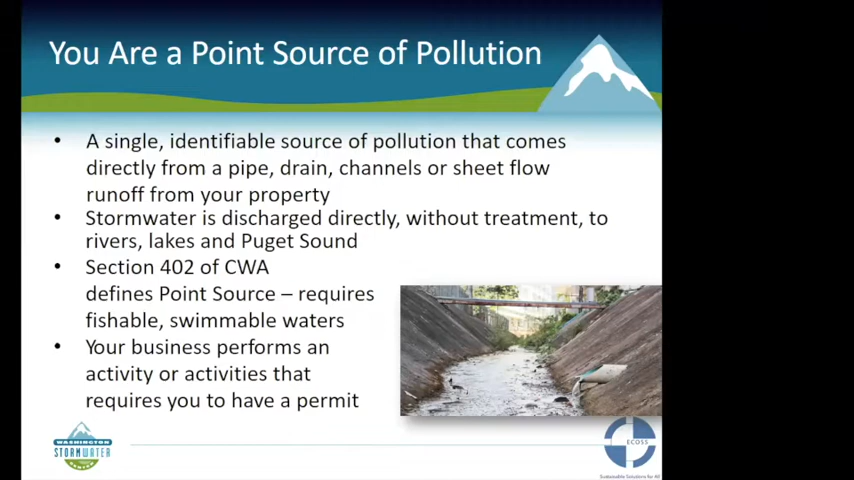 You Are a Point Source of Pollution
• A single, identifiable source of pollution that comes
directly from a pipe, drain, channels or sheet flow
runoff from your property
• Stormwater is discharged directly, without treatment, to
rivers, lakes and Puget Sound
• Section 402 of CWA
defines Point Source – requires
fishable, swimmable waters
• Your business performs an
activity or activities that
requires you to have a permit
WASHINGTON
STORMWATER
ECOSS
Sustainable Solutions for All